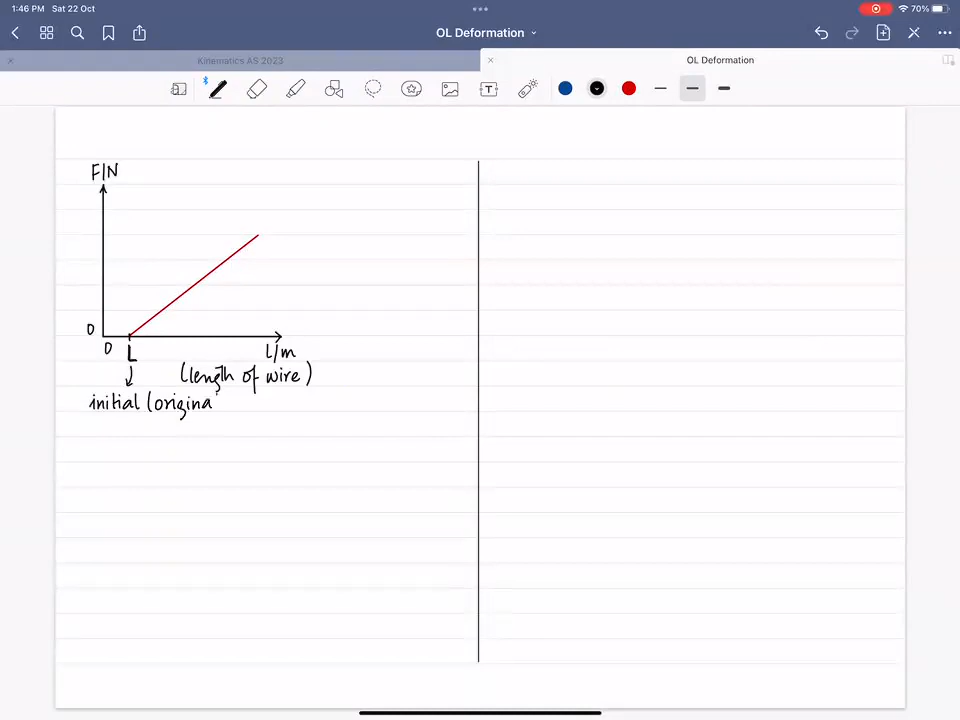 1:46 PM Sat 22 Oct
70%
OL Deformation
Kinematics AS 2023
OL Deformation
F/N
0
0
L
l/m
(length of wire)
initial (origina